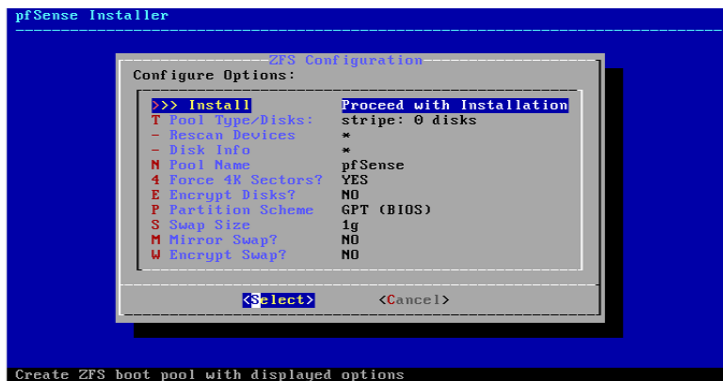 pfSense Installer
ZFS Configuration
Configure Options:
>>> Install Proceed with Installation
T Pool Type/Disks: stripe: 0 disks
- Rescan Devices *
- Disk Info *
N Pool Name pfSense
4 Force 4K Sectors? YES
E Encrypt Disks? NO
P Partition Scheme GPT (BIOS)
S Swap Size 1g
M Mirror Swap? NO
W Encrypt Swap? NO
<Select> <Cancel>
Create ZFS boot pool with displayed options